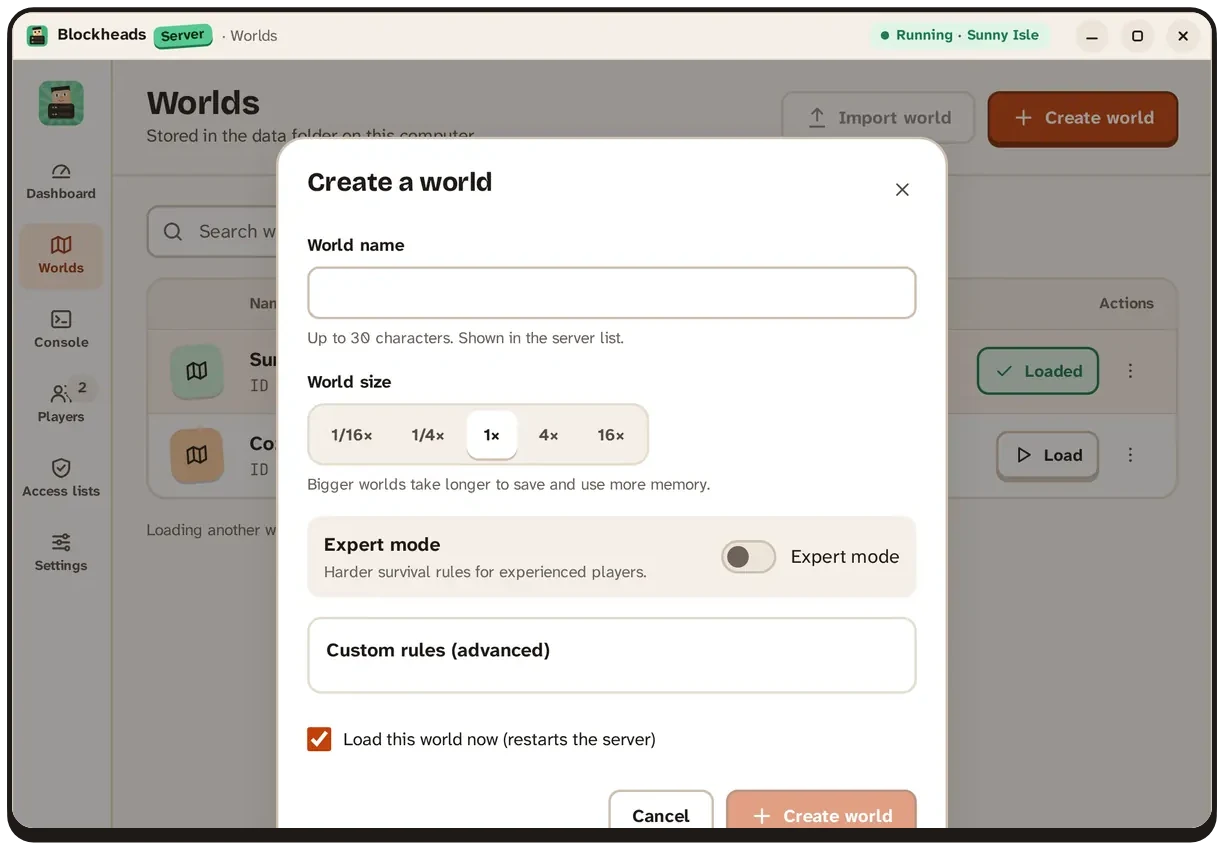 Blockheads Server · Worlds
Running · Sunny Isle
Worlds
Stored in the data folder on this computer
Import world
Create world
Dashboard
Worlds
Console
2
Players
Access lists
Settings
Search w
Nan
Actions
Sun
ID
Loaded
Co
ID
Load
Loading another w
Create a world
World name
Up to 30 characters. Shown in the server list.
World size
1/16× 1/4× 1× 4× 16×
Bigger worlds take longer to save and use more memory.
Expert mode
Harder survival rules for experienced players.
Expert mode
Custom rules (advanced)
Load this world now (restarts the server)
Cancel
Create world